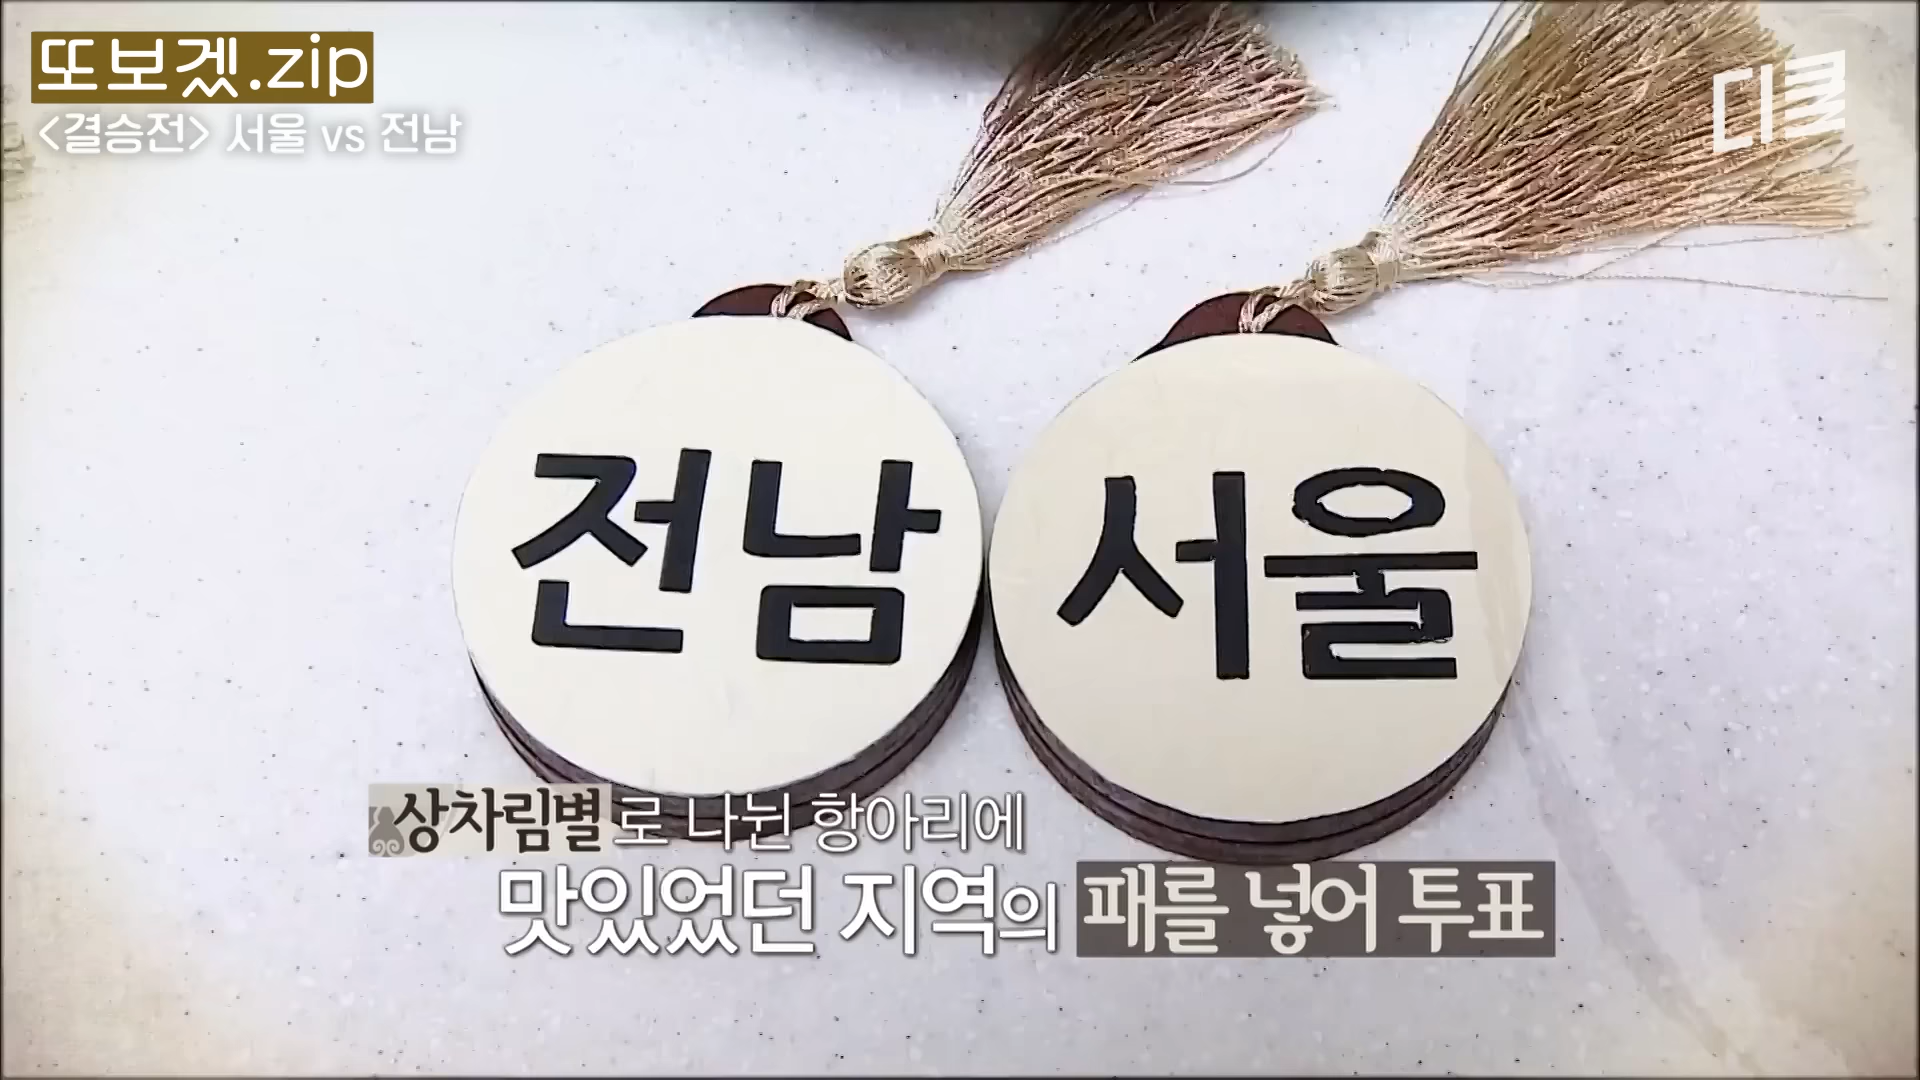 또보겠.zip
<결승전> 서울 vs 전남
디글
전남
서울
상차림별로 나뉜 항아리에
맛있었던 지역의 패를 넣어 투표